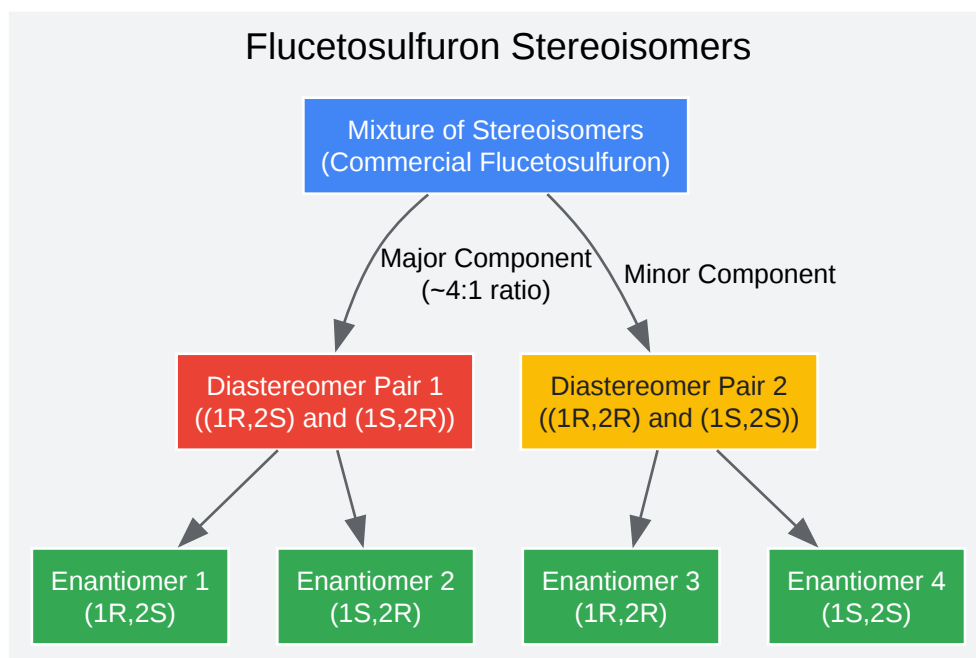 Flucetosulfuron Stereoisomers
Mixture of Stereoisomers
(Commercial Flucetosulfuron)
Major Component
(~4:1 ratio)
Minor Component
Diastereomer Pair 1
((1R,2S) and (1S,2R))
Diastereomer Pair 2
((1R,2R) and (1S,2S))
Enantiomer 1
(1R,2S)
Enantiomer 2
(1S,2R)
Enantiomer 3
(1R,2R)
Enantiomer 4
(1S,2S)